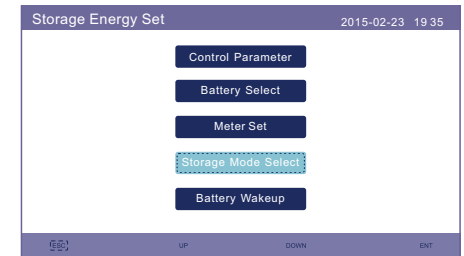 Storage Energy Set 2015-02-23 19 35
Control Parameter
Battery Select
Meter Set
Storage Mode Select
Battery Wakeup
ESC UP DOWN ENT